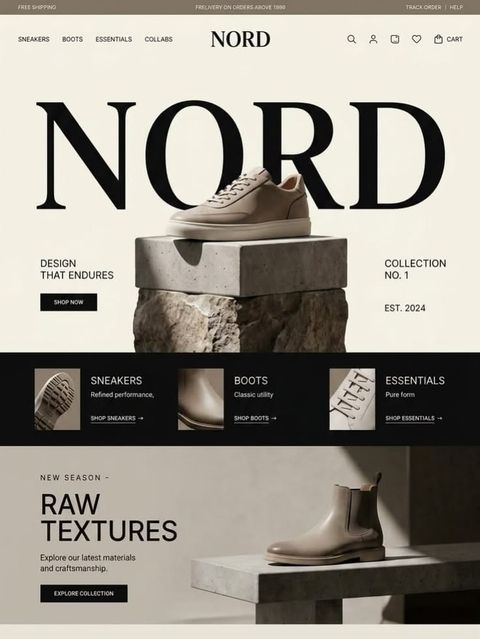 FREE SHIPPING
FRELIVERY ON ORDERS ABOVE 1999
TRACK ORDER | HELP
SNEAKERS BOOTS ESSENTIALS COLLABS
NORD
CART
NORD
DESIGN
THAT ENDURES
SHOP NOW
COLLECTION
NO. 1
EST. 2024
SNEAKERS
Refined performance,
SHOP SNEAKERS →
BOOTS
Classic utility
SHOP BOOTS →
ESSENTIALS
Pure form
SHOP ESSENTIALS →
NEW SEASON –
RAW
TEXTURES
Explore our latest materials
and craftsmanship.
EXPLORE COLLECTION